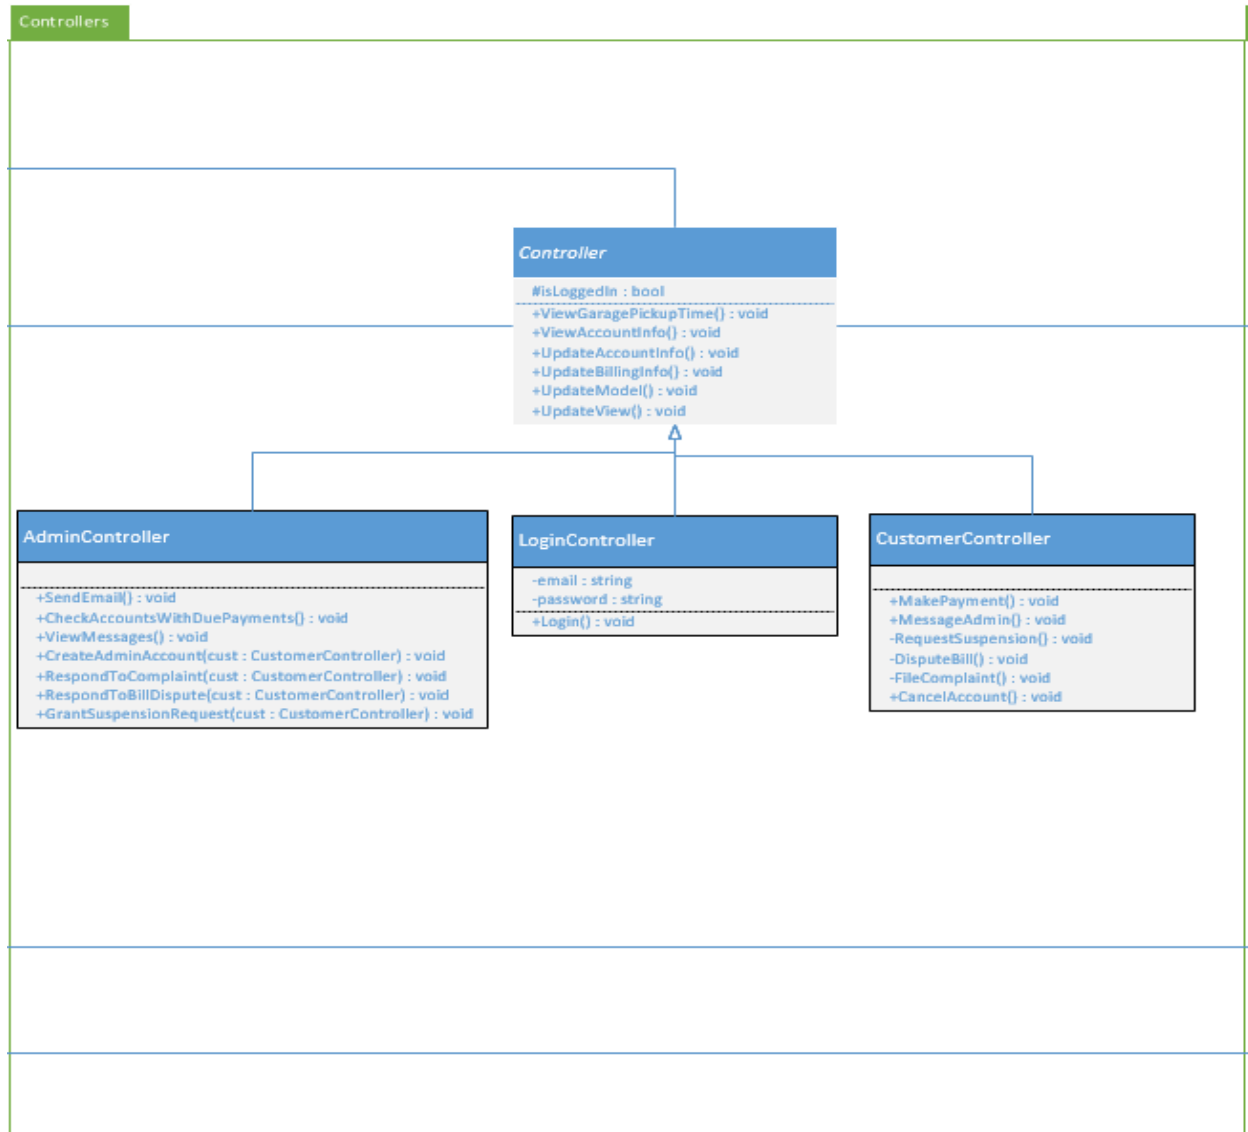 Controllers
Controller
#isLoggedIn : bool
+ViewGaragePickupTime() : void
+ViewAccountInfo() : void
+UpdateAccountInfo() : void
+UpdateBillingInfo() : void
+UpdateModel() : void
+UpdateView() : void
AdminController
+SendEmail() : void
+CheckAccountsWithDuePayments() : void
+ViewMessages() : void
+CreateAdminAccount(cust : CustomerController) : void
+RespondToComplaint(cust : CustomerController) : void
+RespondToBillDispute(cust : CustomerController) : void
+GrantSuspensionRequest(cust : CustomerController) : void
LoginController
-email : string
-password : string
+Login() : void
CustomerController
+MakePayment() : void
+MessageAdmin() : void
-RequestSuspension() : void
-DisputeBill() : void
-FileComplaint() : void
+CancelAccount() : void